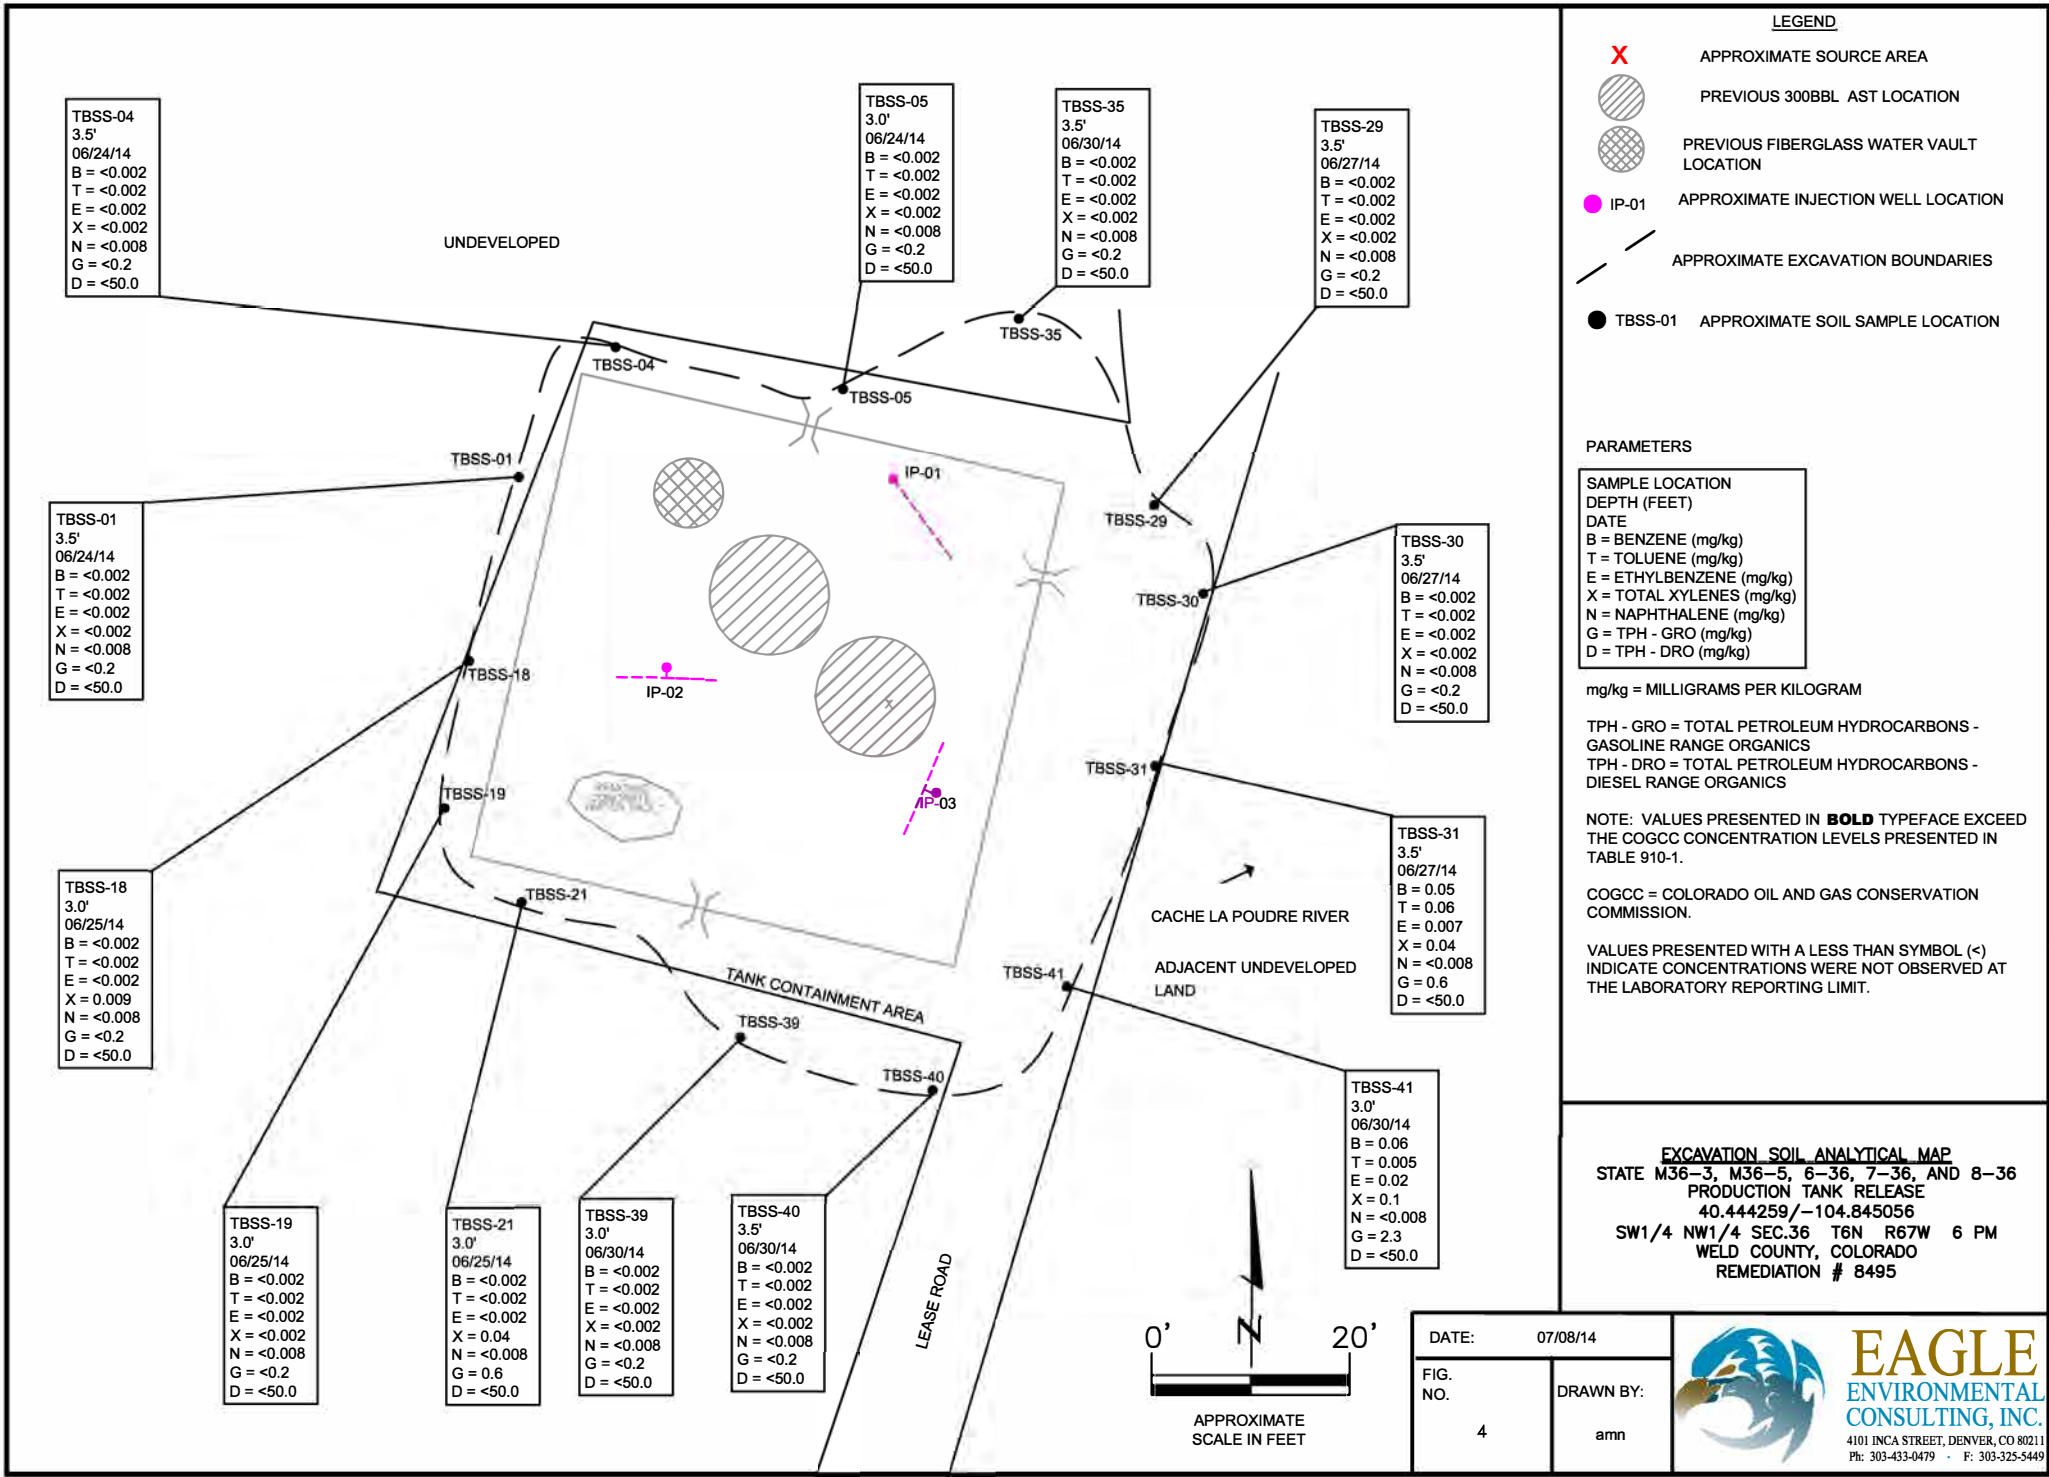 LEGEND
X APPROXIMATE SOURCE AREA
PREVIOUS 300BBL AST LOCATION
PREVIOUS FIBERGLASS WATER VAULT
LOCATION
IP-01 APPROXIMATE INJECTION WELL LOCATION
APPROXIMATE EXCAVATION BOUNDARIES
TBSS-01 APPROXIMATE SOIL SAMPLE LOCATION
PARAMETERS
SAMPLE LOCATION
DEPTH (FEET)
DATE
B = BENZENE (mg/kg)
T = TOLUENE (mg/kg)
E = ETHYLBENZENE (mg/kg)
X = TOTAL XYLENES (mg/kg)
N = NAPHTHALENE (mg/kg)
G = TPH - GRO (mg/kg)
D = TPH - DRO (mg/kg)
mg/kg = MILLIGRAMS PER KILOGRAM
TPH - GRO = TOTAL PETROLEUM HYDROCARBONS -
GASOLINE RANGE ORGANICS
TPH - DRO = TOTAL PETROLEUM HYDROCARBONS -
DIESEL RANGE ORGANICS
NOTE: VALUES PRESENTED IN BOLD TYPEFACE EXCEED
THE COGCC CONCENTRATION LEVELS PRESENTED IN
TABLE 910-1.
COGCC = COLORADO OIL AND GAS CONSERVATION
COMMISSION.
VALUES PRESENTED WITH A LESS THAN SYMBOL (<)
INDICATE CONCENTRATIONS WERE NOT OBSERVED AT
THE LABORATORY REPORTING LIMIT.
TBSS-04
3.5'
06/24/14
B = <0.002
T = <0.002
E = <0.002
X = <0.002
N = <0.008
G = <0.2
D = <50.0
TBSS-05
3.0'
06/24/14
B = <0.002
T = <0.002
E = <0.002
X = <0.002
N = <0.008
G = <0.2
D = <50.0
TBSS-35
3.5'
06/30/14
B = <0.002
T = <0.002
E = <0.002
X = <0.002
N = <0.008
G = <0.2
D = <50.0
TBSS-29
3.5'
06/27/14
B = <0.002
T = <0.002
E = <0.002
X = <0.002
N = <0.008
G = <0.2
D = <50.0
UNDEVELOPED
TBSS-35
TBSS-04
TBSS-05
TBSS-01
IP-01
TBSS-29
TBSS-30
TBSS-18
IP-02
TBSS-31
TBSS-19
IP-03
TBSS-21
CACHE LA POUDRE RIVER
ADJACENT UNDEVELOPED
LAND
TBSS-41
TANK CONTAINMENT AREA
TBSS-39
TBSS-40
LEASE ROAD
TBSS-01
3.5'
06/24/14
B = <0.002
T = <0.002
E = <0.002
X = <0.002
N = <0.008
G = <0.2
D = <50.0
TBSS-30
3.5'
06/27/14
B = <0.002
T = <0.002
E = <0.002
X = <0.002
N = <0.008
G = <0.2
D = <50.0
TBSS-31
3.5'
06/27/14
B = 0.05
T = 0.06
E = 0.007
X = 0.04
N = <0.008
G = 0.6
D = <50.0
TBSS-18
3.0'
06/25/14
B = <0.002
T = <0.002
E = <0.002
X = 0.009
N = <0.008
G = <0.2
D = <50.0
TBSS-41
3.0'
06/30/14
B = 0.06
T = 0.005
E = 0.02
X = 0.1
N = <0.008
G = 2.3
D = <50.0
TBSS-19
3.0'
06/25/14
B = <0.002
T = <0.002
E = <0.002
X = <0.002
N = <0.008
G = <0.2
D = <50.0
TBSS-21
3.0'
06/25/14
B = <0.002
T = <0.002
E = <0.002
X = 0.04
N = <0.008
G = 0.6
D = <50.0
TBSS-39
3.0'
06/30/14
B = <0.002
T = <0.002
E = <0.002
X = <0.002
N = <0.008
G = <0.2
D = <50.0
TBSS-40
3.5'
06/30/14
B = <0.002
T = <0.002
E = <0.002
X = <0.002
N = <0.008
G = <0.2
D = <50.0
0' N 20'
APPROXIMATE
SCALE IN FEET
EXCAVATION SOIL ANALYTICAL MAP
STATE M36-3, M36-5, 6-36, 7-36, AND 8-36
PRODUCTION TANK RELEASE
40.444259/-104.845056
SW1/4 NW1/4 SEC.36 T6N R67W 6 PM
WELD COUNTY, COLORADO
REMEDIATION # 8495
DATE: 07/08/14
FIG.
NO.
4
DRAWN BY:
amn
EAGLE
ENVIRONMENTAL
CONSULTING, INC.
4101 INCA STREET, DENVER, CO 80211
Ph: 303-433-0479 · F: 303-325-5449